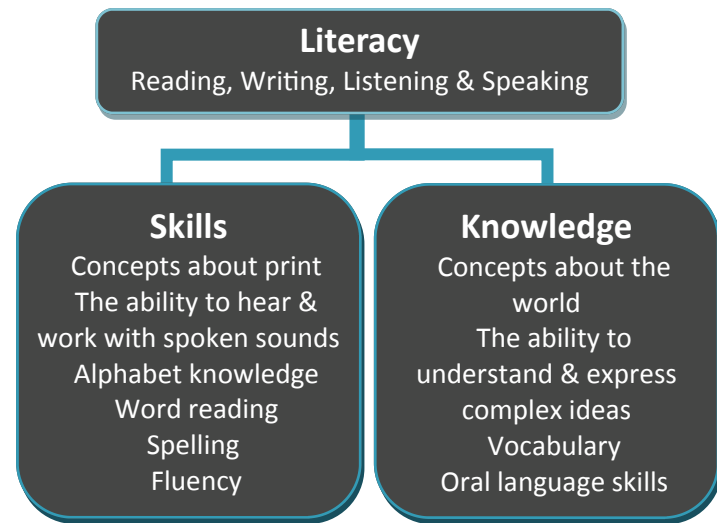 Literacy
Reading, Writing, Listening & Speaking
Skills
Concepts about print
The ability to hear &
work with spoken sounds
Alphabet knowledge
Word reading
Spelling
Fluency
Knowledge
Concepts about the
world
The ability to
understand & express
complex ideas
Vocabulary
Oral language skills